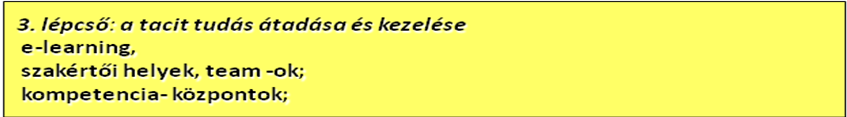 3. lépcső: a tacit tudás átadása és kezelése
e-learning,
szakértői helyek, team -ok;
kompetencia- központok;